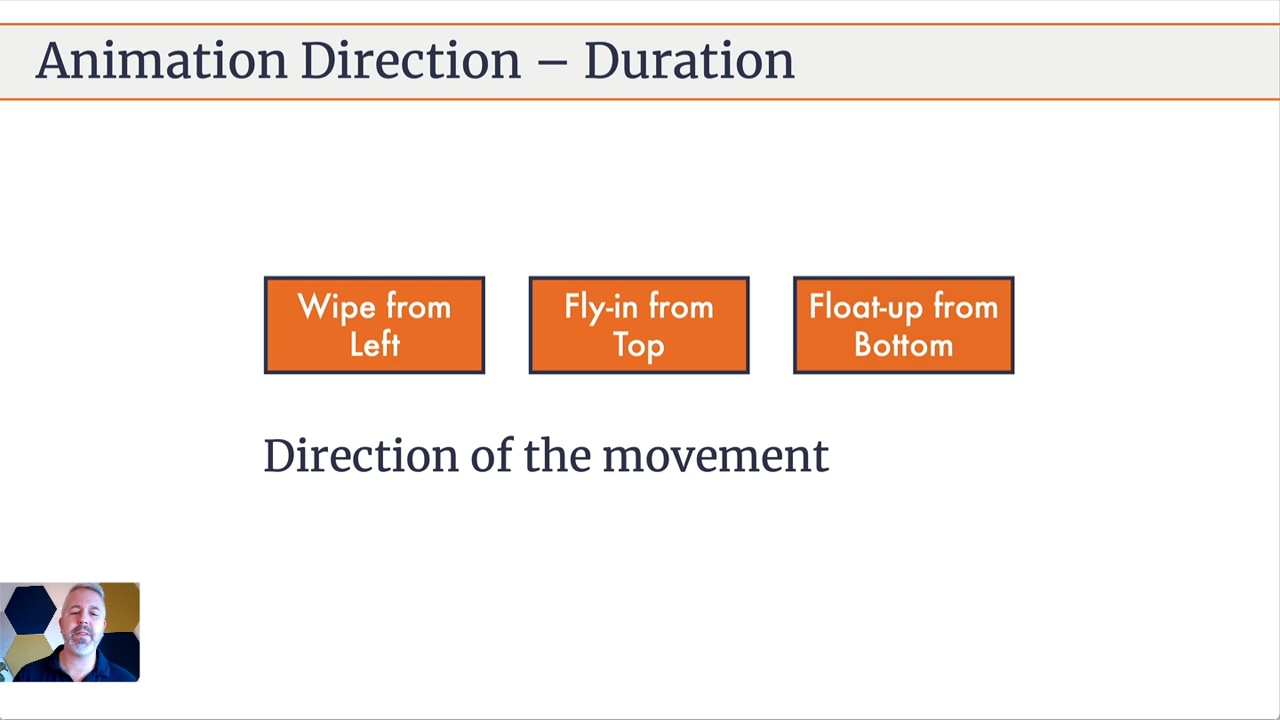 Animation Direction – Duration
Wipe from
Left
Fly-in from
Top
Float-up from
Bottom
Direction of the movement